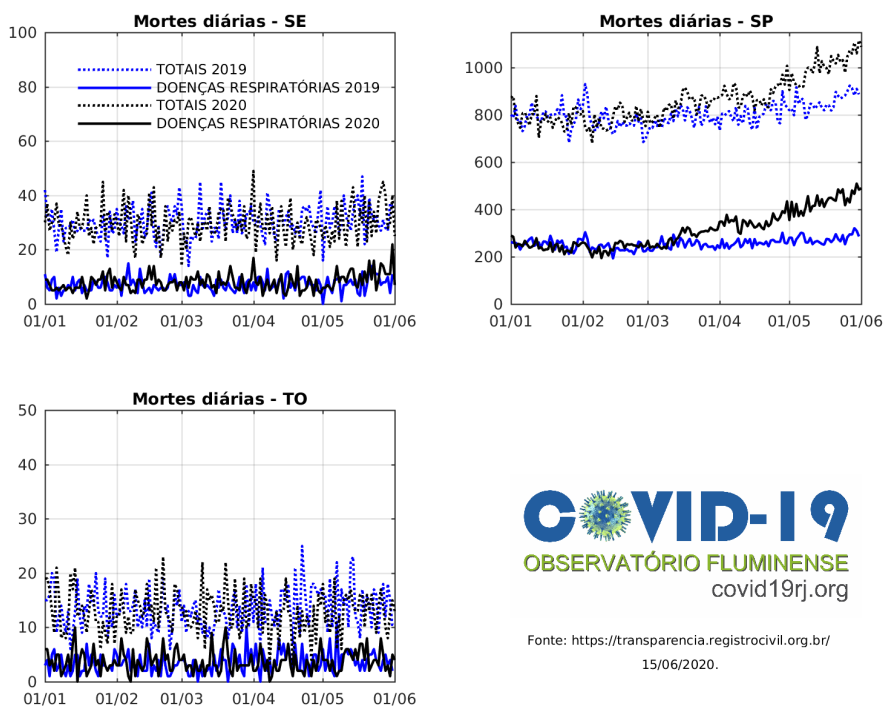 Mortes diárias - SE
100
80
60
40
20
0
TOTAIS 2019
DOENÇAS RESPIRATÓRIAS 2019
TOTAIS 2020
DOENÇAS RESPIRATÓRIAS 2020
01/01 01/02 01/03 01/04 01/05 01/06
Mortes diárias - SP
1000
800
600
400
200
0
01/01 01/02 01/03 01/04 01/05 01/06
Mortes diárias - TO
50
40
30
20
10
0
01/01 01/02 01/03 01/04 01/05 01/06
COVID-19
OBSERVATÓRIO FLUMINENSE
covid19rj.org
Fonte: https://transparencia.registrocivil.org.br/
15/06/2020.